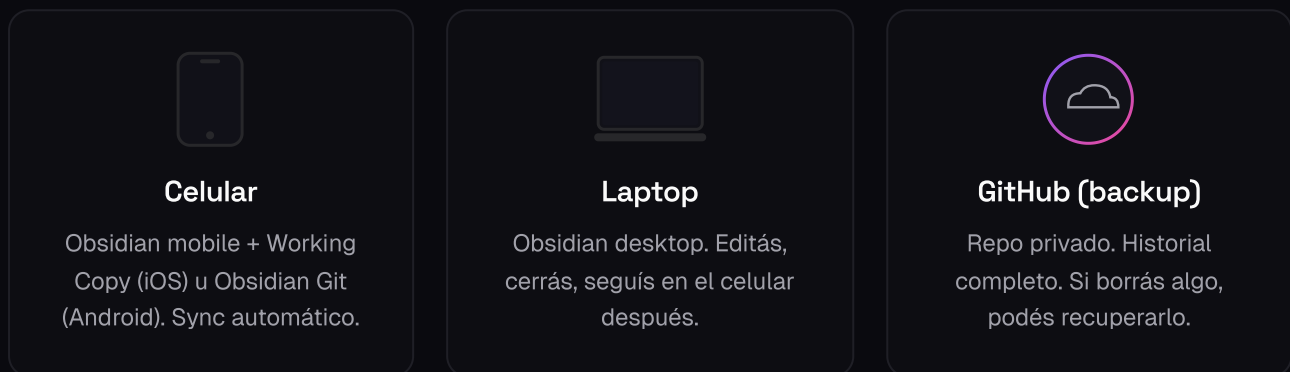 Celular
Obsidian mobile + Working
Copy (iOS) u Obsidian Git
(Android). Sync automático.
Laptop
Obsidian desktop. Editás,
cerrás, seguís en el celular
después.
GitHub (backup)
Repo privado. Historial
completo. Si borrás algo,
podés recuperarlo.